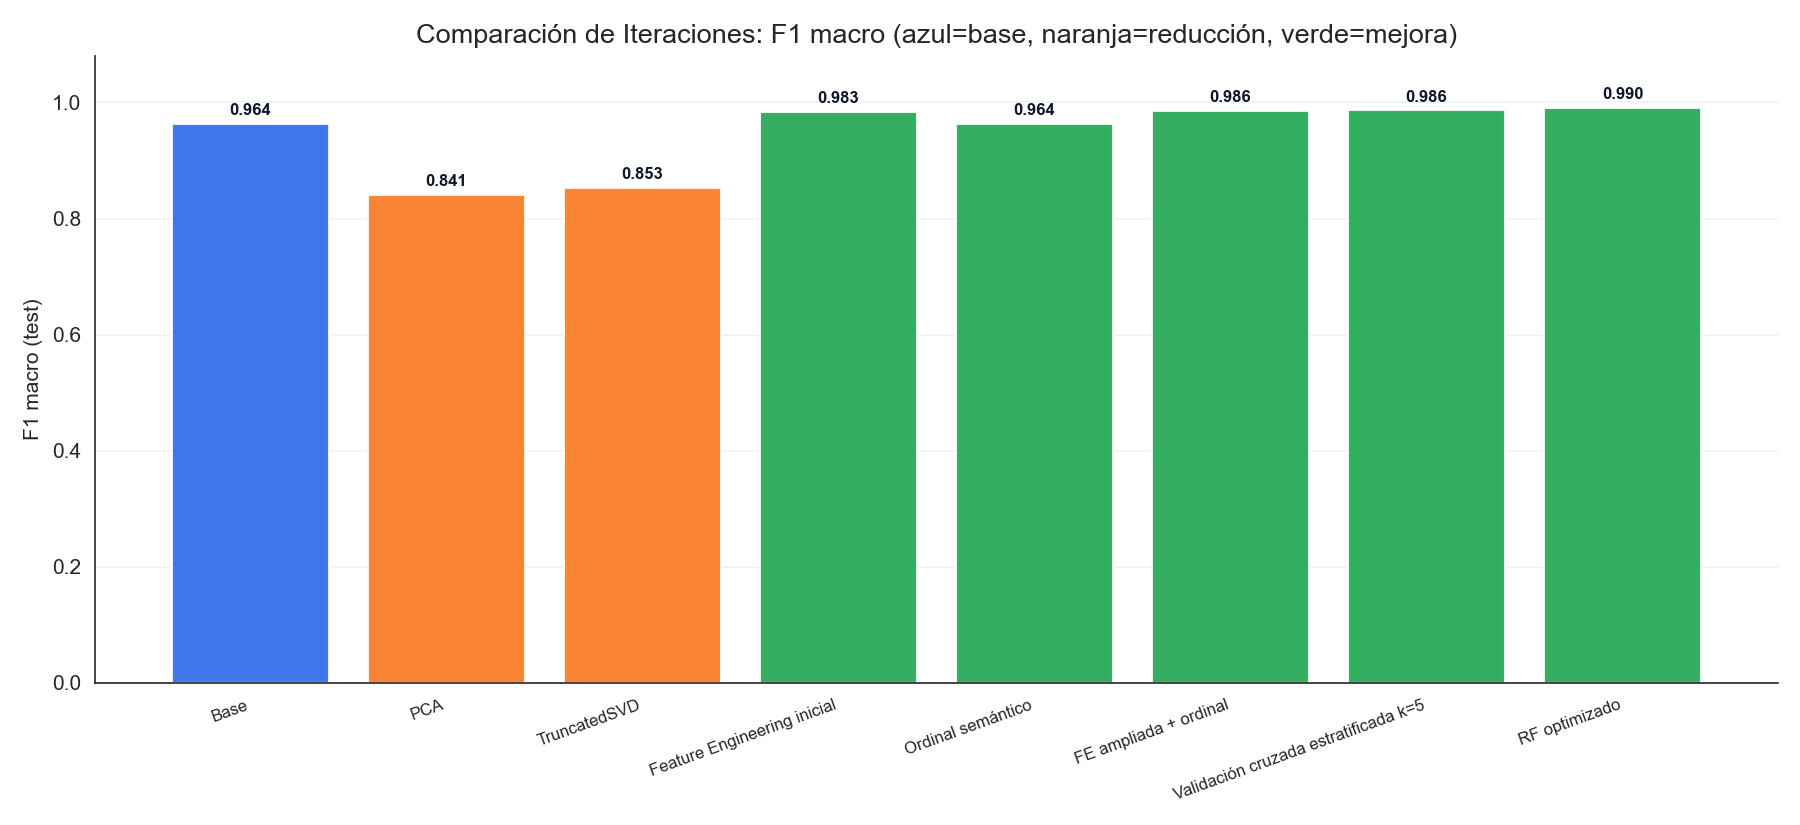 Comparación de Iteraciones: F1 macro (azul=base, naranja=reducción, verde=mejora)
F1 macro (test)
1.0
0.8
0.6
0.4
0.2
0.0
0.964
0.841
0.853
0.983
0.964
0.986
0.986
0.990
Base
PCA
TruncatedSVD
Feature Engineering inicial
Ordinal semántico
FE ampliada + ordinal
Validación cruzada estratificada k=5
RF optimizado